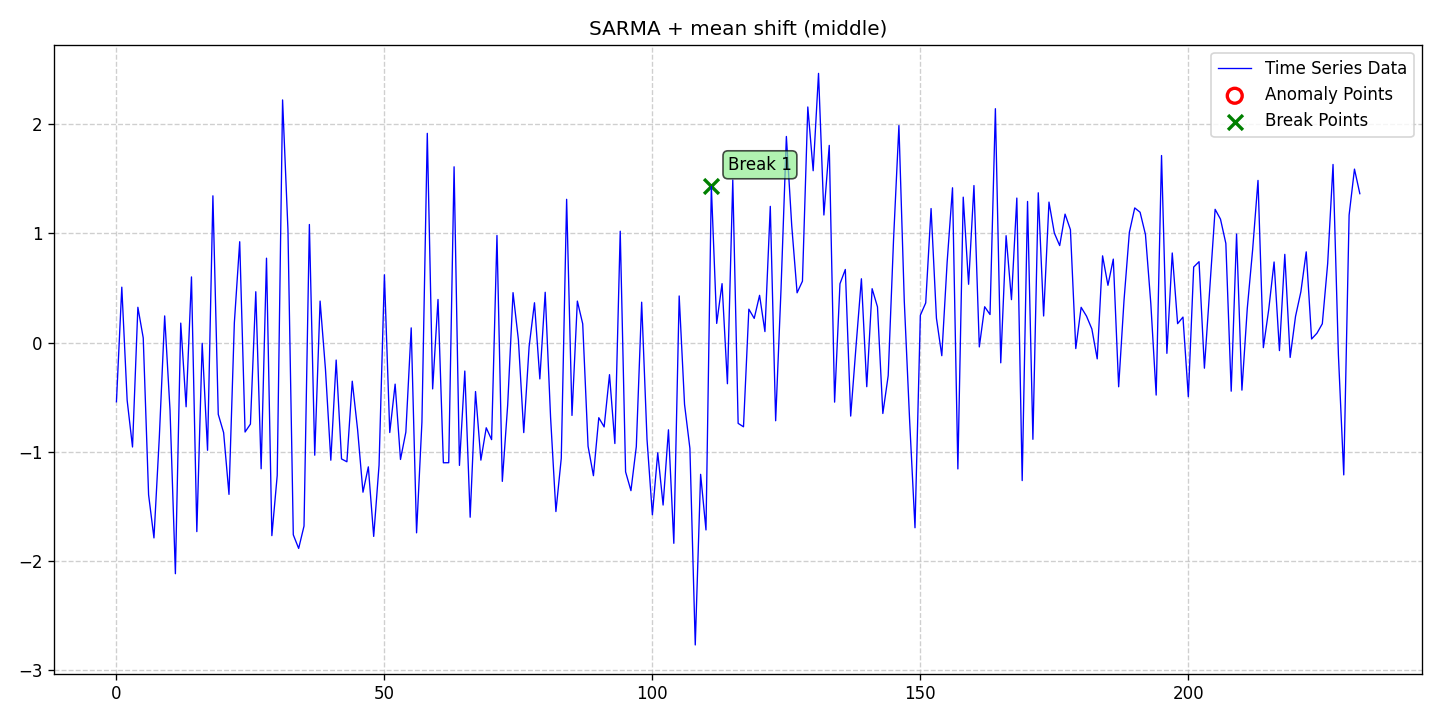 SARMA + mean shift (middle)
Time Series Data
Anomaly Points
Break Points
Break 1
2
1
0
−1
−2
−3
0
50
100
150
200